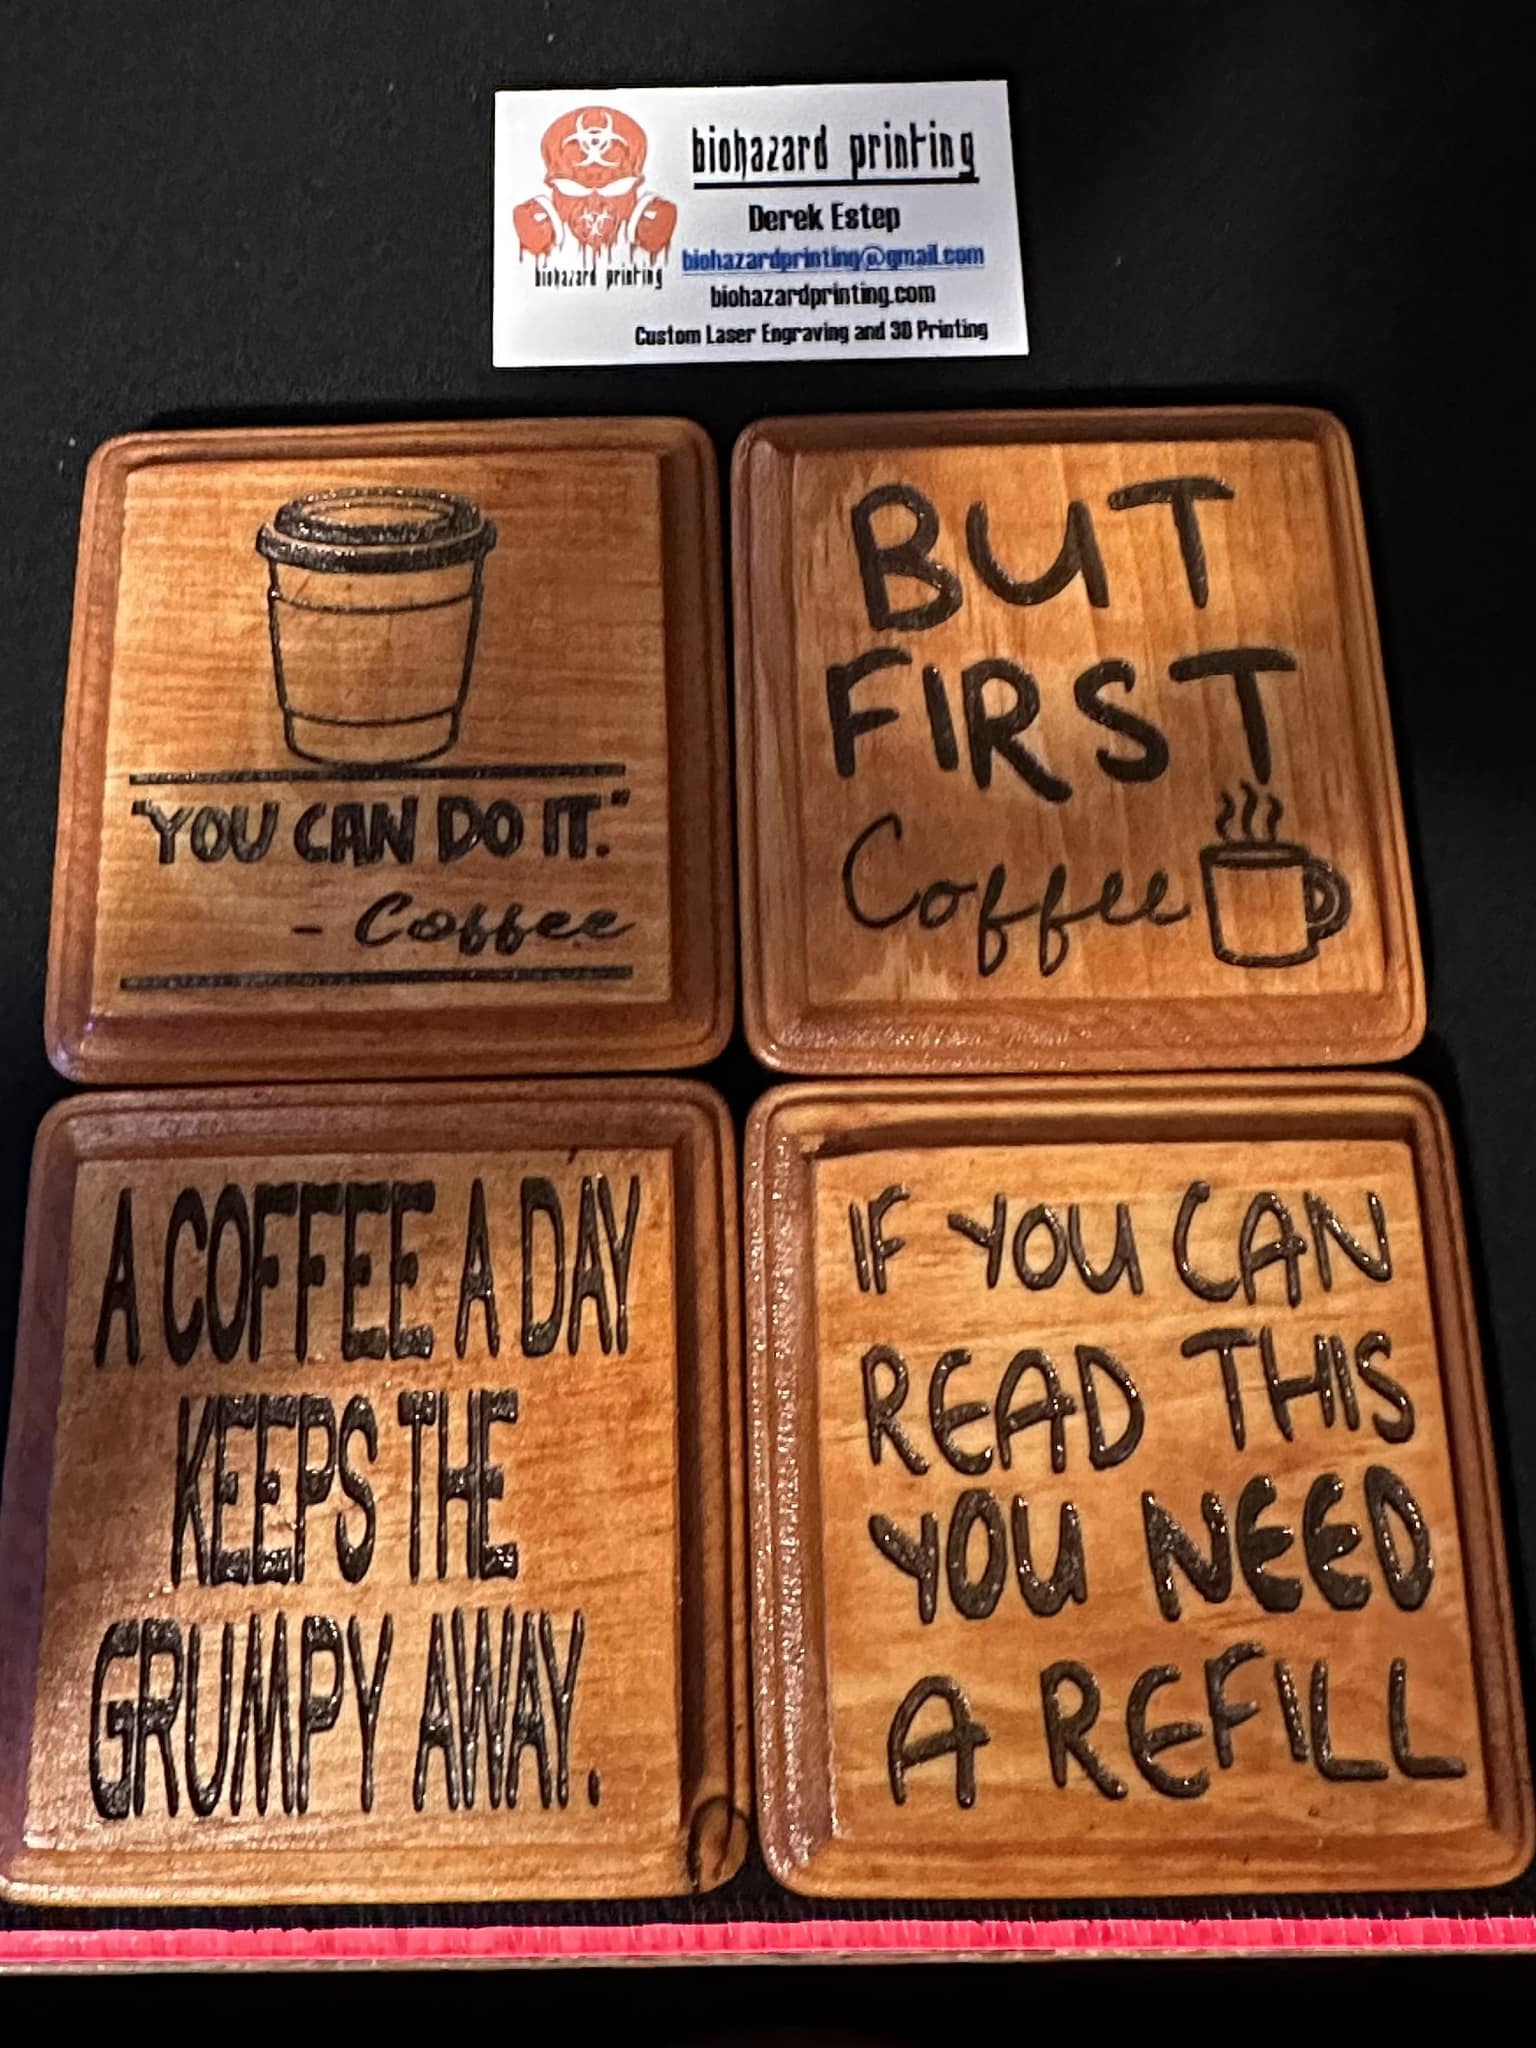 biohazard printing
biohazard printing
Derek Estep
biohazardprinting@gmail.com
biohazardprinting.com
Custom Laser Engraving and 3D Printing
"YOU CAN DO IT."
- Coffee
BUT
FIRST
Coffee
A COFFEE A DAY
KEEPS THE
GRUMPY AWAY.
IF YOU CAN
READ THIS
YOU NEED
A REFILL